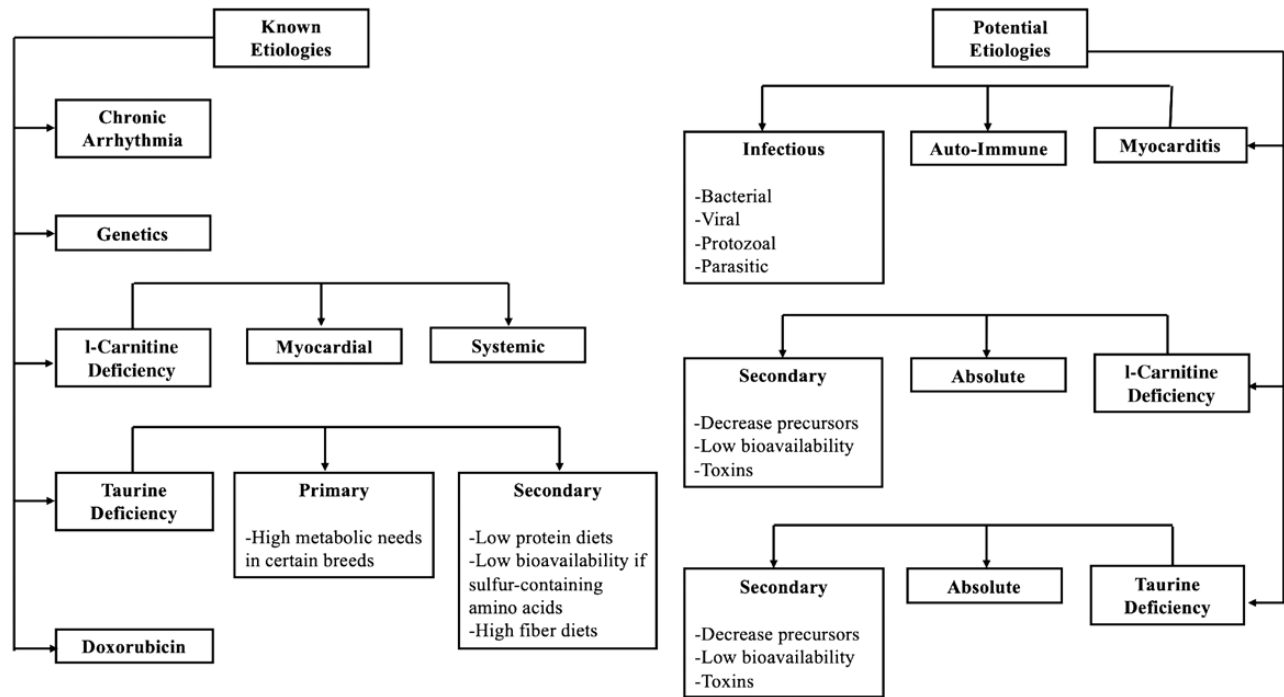 Known
Etiologies
Chronic
Arrhythmia
Genetics
l-Carnitine
Deficiency
Myocardial
Systemic
Taurine
Deficiency
Primary
-High metabolic needs
in certain breeds
Secondary
-Low protein diets
-Low bioavailability if
sulfur-containing
amino acids
-High fiber diets
Doxorubicin
Potential
Etiologies
Infectious
-Bacterial
-Viral
-Protozoal
-Parasitic
Auto-Immune
Myocarditis
Secondary
-Decrease precursors
-Low bioavailability
-Toxins
Absolute
l-Carnitine
Deficiency
Secondary
-Decrease precursors
-Low bioavailability
-Toxins
Absolute
Taurine
Deficiency